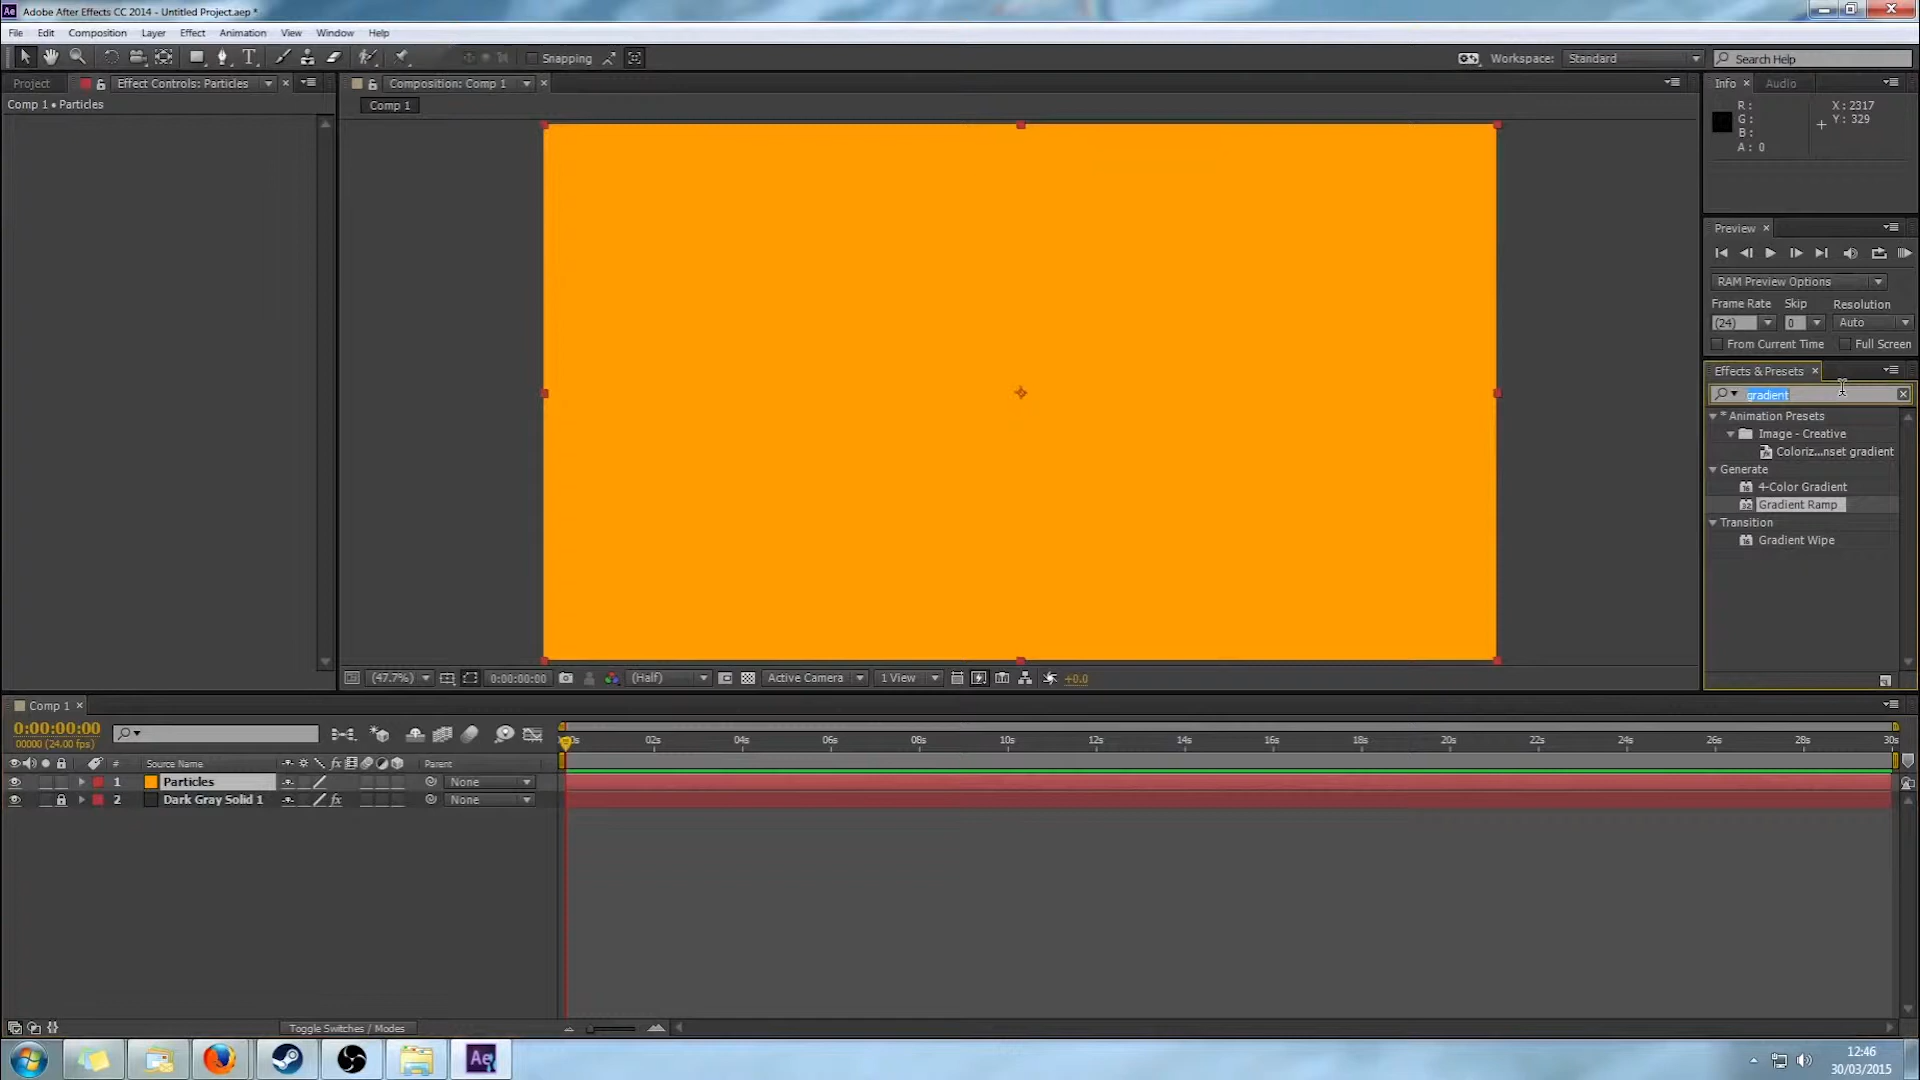 Adobe After Effects CC 2014 - Untitled Project.aep *
File Edit Composition Layer Effect Animation View Window Help
Snapping
Workspace: Standard
Search Help
Project
Effect Controls: Particles
Comp 1 • Particles
Composition: Comp 1
Comp 1
Info
Audio
R:
G:
B:
A: 0
X: 2317
Y: 329
Preview
RAM Preview Options
Frame Rate Skip Resolution
(24) 0 Auto
From Current Time Full Screen
Effects & Presets
gradient
* Animation Presets
Image - Creative
Coloriz...nset gradient
Generate
4-Color Gradient
Gradient Ramp
Transition
Gradient Wipe
(47.7%)
0:00:00:00
(Half)
Active Camera
1 View
+0.0
Comp 1
0:00:00:00
00000 (24.00 fps)
02s 04s 06s 08s 10s 12s 14s 16s 18s 20s 22s 24s 26s 28s 30s
# Source Name
Parent
1 Particles None
2 Dark Gray Solid 1 None
Toggle Switches / Modes
12:46
30/03/2015